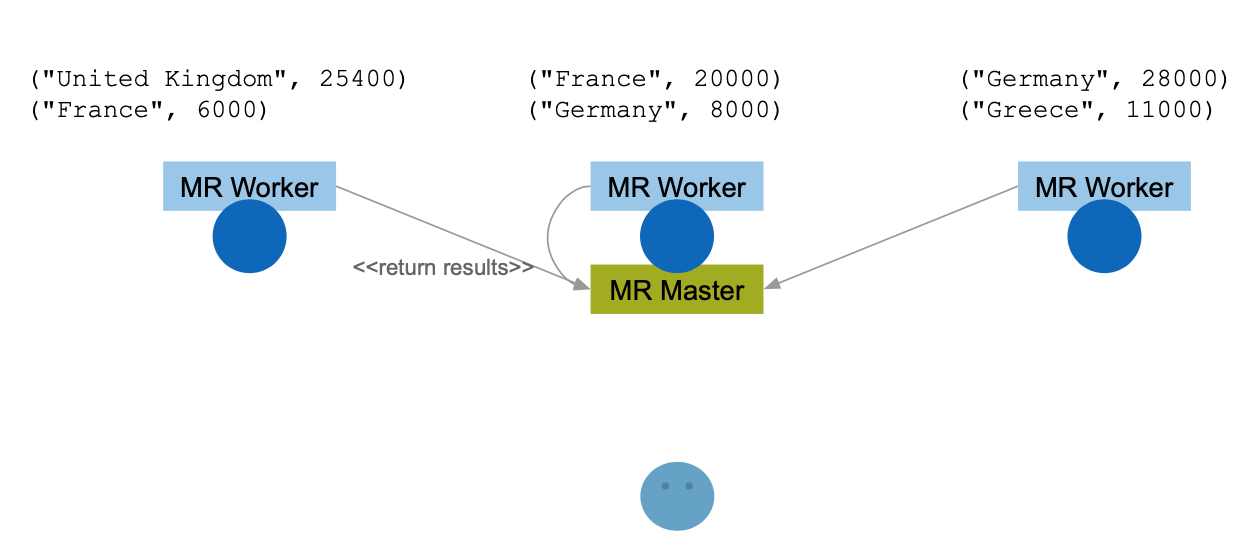 ("United Kingdom", 25400)
("France", 6000)
("France", 20000)
("Germany", 8000)
("Germany", 28000)
("Greece", 11000)
MR Worker
MR Worker
MR Worker
<<return results>>
MR Master